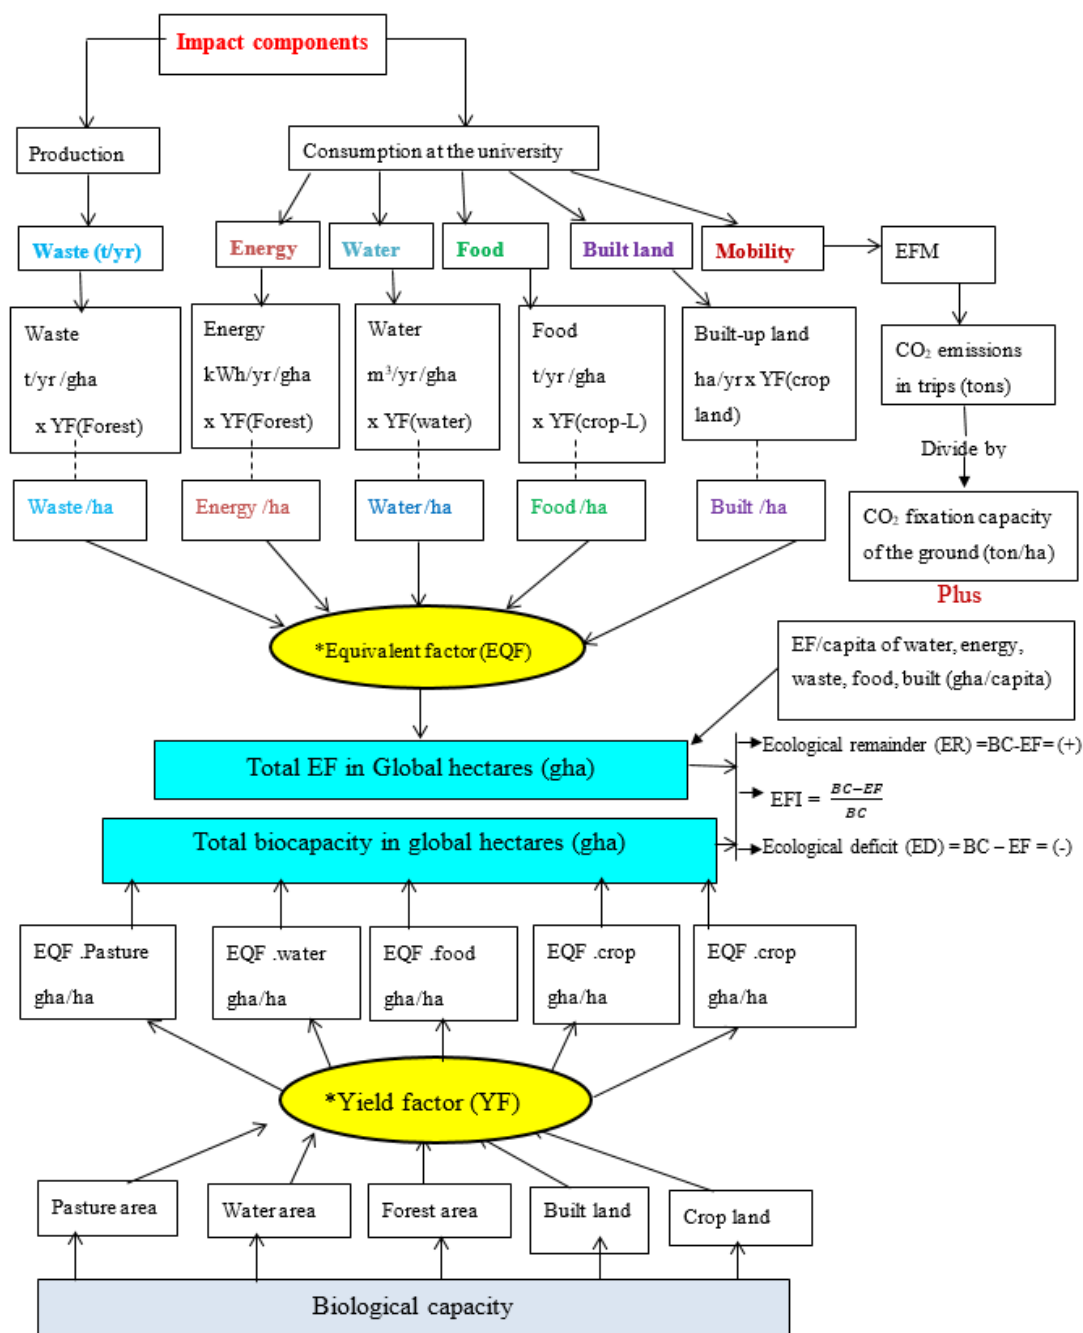 Impact components
Production
Consumption at the university
Waste (t/yr)
Energy
Water
Food
Built land
Mobility
EFM
Waste
t/yr /gha
x YF(Forest)
Energy
kWh/yr/gha
x YF(Forest)
Water
m³/yr/gha
x YF(water)
Food
t/yr /gha
x YF(crop-L)
Built-up land
ha/yr x YF(crop
land)
CO₂ emissions
in trips (tons)
Divide by
Waste /ha
Energy /ha
Water/ha
Food /ha
Built /ha
CO₂ fixation capacity
of the ground (ton/ha)
Plus
*Equivalent factor (EQF)
EF/capita of water, energy,
waste, food, built (gha/capita)
Total EF in Global hectares (gha)
Ecological remainder (ER) =BC-EF= (+)
EFI = BC−EF / BC
Total biocapacity in global hectares (gha)
Ecological deficit (ED) = BC – EF = (-)
EQF .Pasture
gha/ha
EQF .water
gha/ha
EQF .food
gha/ha
EQF .crop
gha/ha
EQF .crop
gha/ha
*Yield factor (YF)
Pasture area
Water area
Forest area
Built land
Crop land
Biological capacity